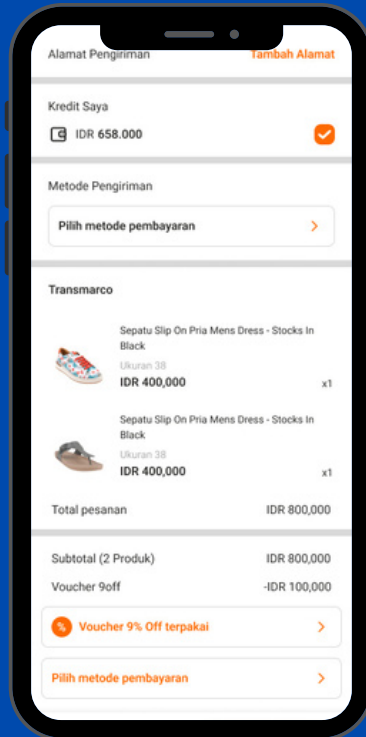 Alamat Pengiriman Tambah Alamat
Kredit Saya
IDR 658.000
Metode Pengiriman
Pilih metode pembayaran
Transmarco
Sepatu Slip On Pria Mens Dress - Stocks In
Black
Ukuran 38
IDR 400,000 x1
Sepatu Slip On Pria Mens Dress - Stocks In
Black
Ukuran 38
IDR 400,000 x1
Total pesanan IDR 800,000
Subtotal (2 Produk) IDR 800,000
Voucher 9off -IDR 100,000
% Voucher 9% Off terpakai
Pilih metode pembayaran